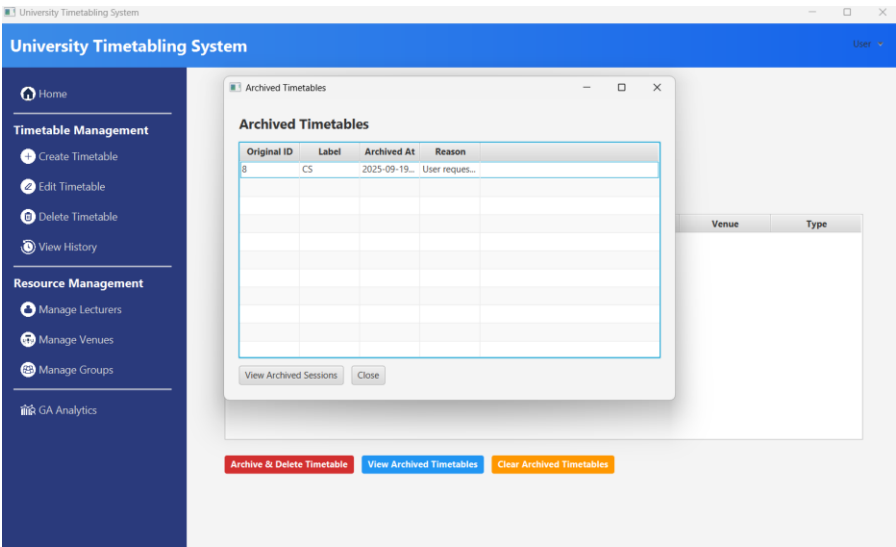 University Timetabling System
University Timetabling System
User
Home
Timetable Management
Create Timetable
Edit Timetable
Delete Timetable
View History
Resource Management
Manage Lecturers
Manage Venues
Manage Groups
GA Analytics
Archived Timetables
Archived Timetables
Original ID Label Archived At Reason
8 CS 2025-09-19... User reques...
View Archived Sessions Close
Venue Type
Archive & Delete Timetable View Archived Timetables Clear Archived Timetables